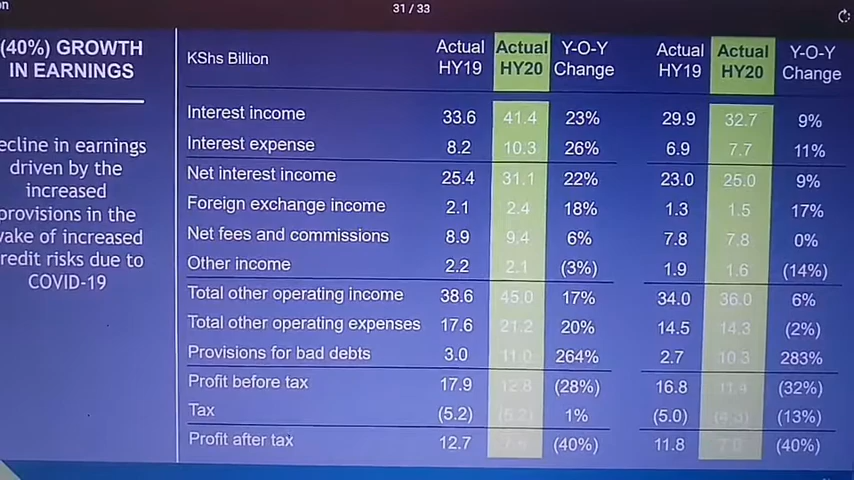 31 / 33
(40%) GROWTH
IN EARNINGS
ecline in earnings
driven by the
increased
provisions in the
vake of increased
redit risks due to
COVID-19
KShs Billion Actual HY19 Actual HY20 Y-O-Y Change Actual HY19 Actual HY20 Y-O-Y Change
Interest income 33.6 41.4 23% 29.9 32.7 9%
Interest expense 8.2 10.3 26% 6.9 7.7 11%
Net interest income 25.4 31.1 22% 23.0 25.0 9%
Foreign exchange income 2.1 2.4 18% 1.3 1.5 17%
Net fees and commissions 8.9 9.4 6% 7.8 7.8 0%
Other income 2.2 2.1 (3%) 1.9 1.6 (14%)
Total other operating income 38.6 45.0 17% 34.0 36.0 6%
Total other operating expenses 17.6 21.2 20% 14.5 14.3 (2%)
Provisions for bad debts 3.0 11.0 264% 2.7 10.3 283%
Profit before tax 17.9 12.8 (28%) 16.8 11.4 (32%)
Tax (5.2) (5.2) 1% (5.0) (13%)
Profit after tax 12.7 (40%) 11.8 (40%)